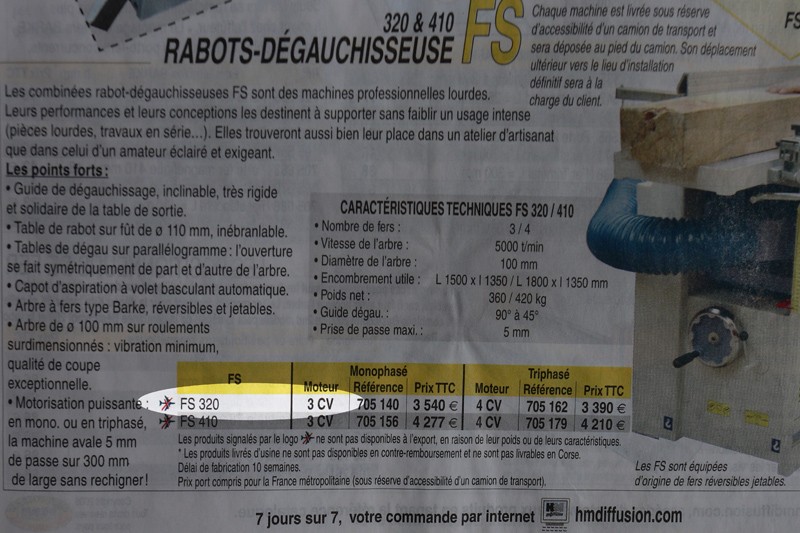 320 & 410
RABOTS-DÉGAUCHISSEUSE FS
Chaque machine est livrée sous réserve
d'accessibilité d'un camion de transport et
sera déposée au pied du camion. Son déplacement
ultérieur vers le lieu d'installation
définitif sera à la
charge du client.
FS
Les combinées rabot-dégauchisseuses FS sont des machines professionnelles lourdes.
Leurs performances et leurs conceptions les destinent à supporter sans faiblir un usage intense
(pièces lourdes, travaux en série...). Elles trouveront aussi bien leur place dans un atelier d'artisanat
que dans celui d'un amateur éclairé et exigeant.
Les points forts :
• Guide de dégauchissage, inclinable, très rigide
et solidaire de la table de sortie.
• Table de rabot sur fût de ø 110 mm, inébranlable.
• Tables de dégau sur parallélogramme : l'ouverture
se fait symétriquement de part et d'autre de l'arbre.
• Capot d'aspiration à volet basculant automatique.
• Arbre à fers type Barke, réversibles et jetables.
• Arbre de ø 100 mm sur roulements
surdimensionnés : vibration minimum,
qualité de coupe
exceptionnelle.
• Motorisation puissante :
en mono. ou en triphasé,
la machine avale 5 mm
de passe sur 300 mm
de large sans rechigner !
CARACTÉRISTIQUES TECHNIQUES FS 320 / 410
• Nombre de fers : 3 / 4
• Vitesse de l'arbre : 5000 t/min
• Diamètre de l'arbre : 100 mm
• Encombrement utile : L 1500 x l 1350 / L 1800 x l 1350 mm
• Poids net : 360 / 420 kg
• Guide dégau. : 90° à 45°
• Prise de passe maxi. : 5 mm
Monophasé Triphasé
FS Moteur Référence Prix TTC Moteur Référence Prix TTC
FS 320 3 CV 705 140 3 540 € 4 CV 705 162 3 390 €
FS 410 3 CV 705 156 4 277 € 4 CV 705 179 4 210 €
Les produits signalés par le logo ne sont pas disponibles à l'export, en raison de leur poids ou de leurs caractéristiques.
* Les produits livrés d'usine ne sont pas disponibles en contre-remboursement et ne sont pas livrables en Corse.
Délai de fabrication 10 semaines.
Prix port compris pour la France métropolitaine (sous réserve d'accessibilité d'un camion de transport).
Les FS sont équipées
d'origine de fers réversibles jetables.
7 jours sur 7, votre commande par internet hmdiffusion.com